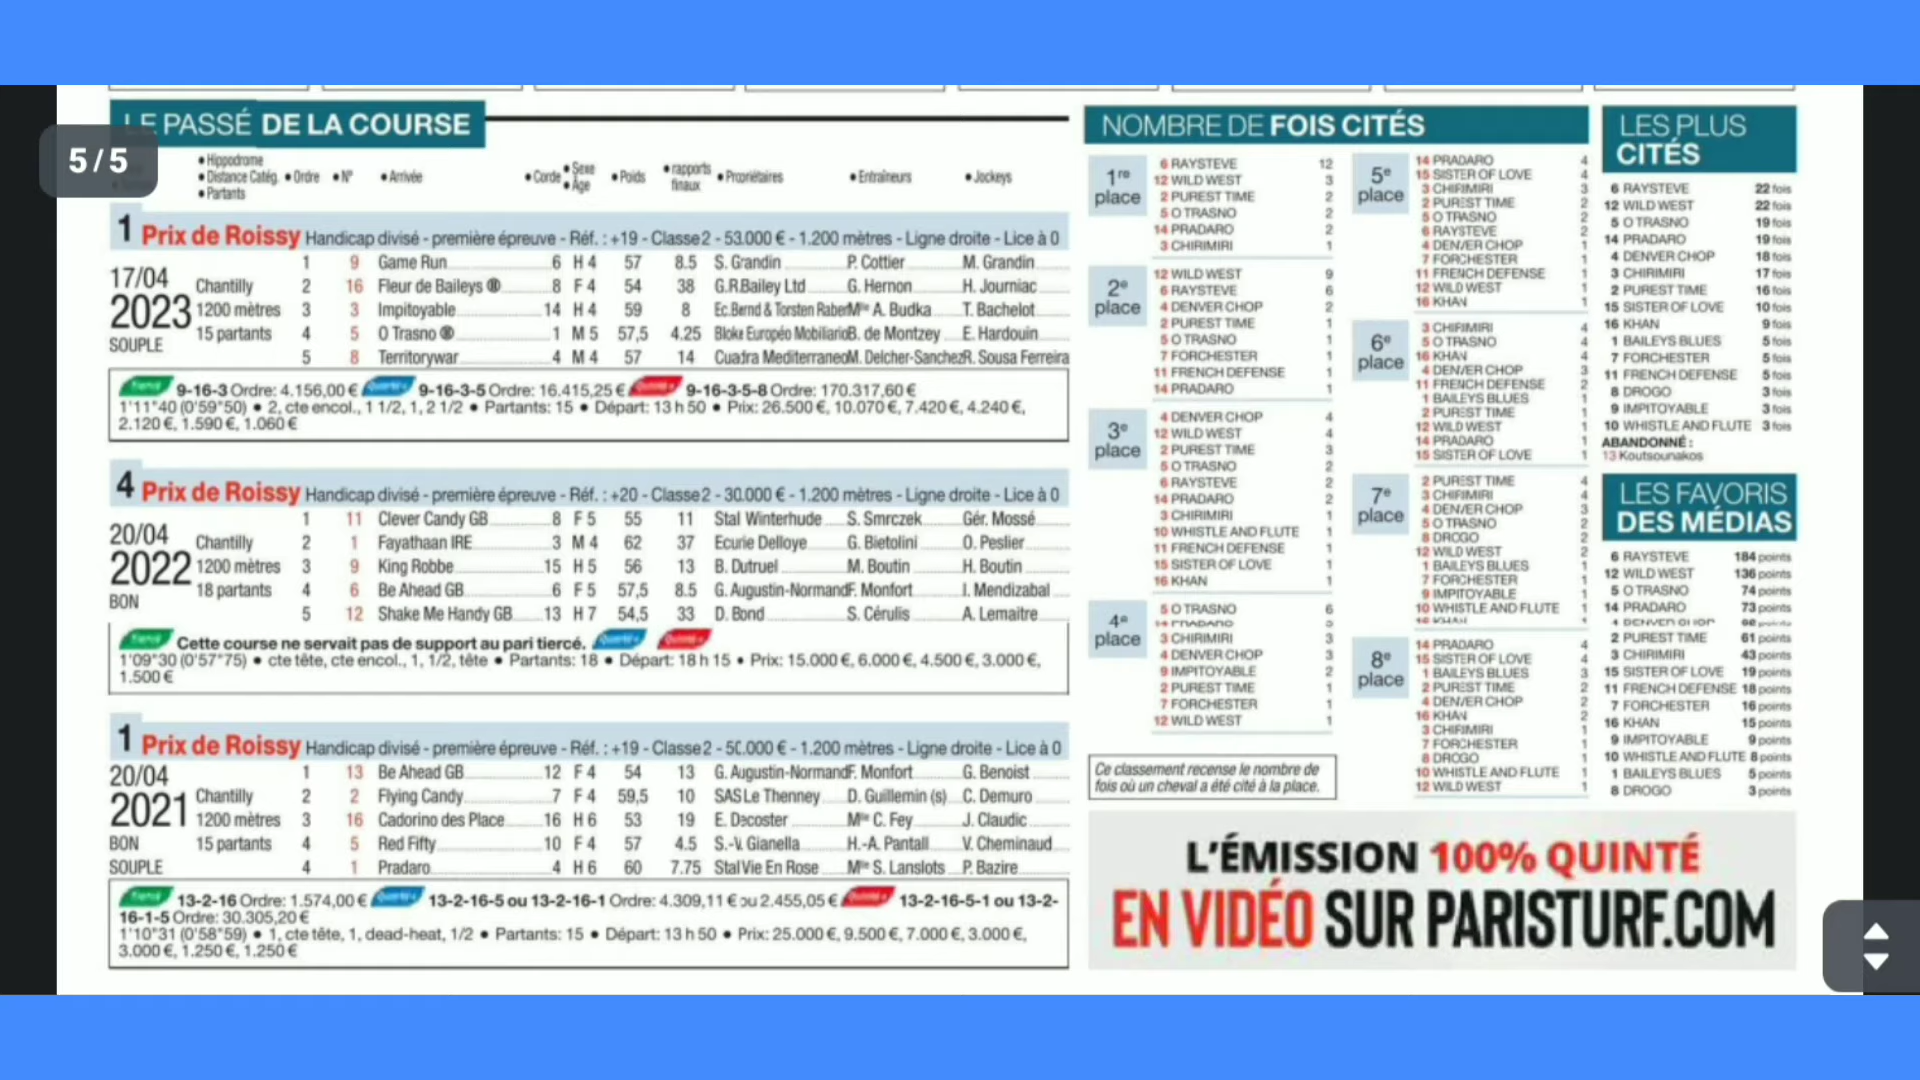 5/5
LE PASSÉ DE LA COURSE
• Hippodrome
• Distance Catég. • Ordre • N° • Arrivée • Corde • Sexe • Age • Poids • rapports finaux • Propriétaires • Entraîneurs • Jockeys
• Partants
1 Prix de Roissy Handicap divisé - première épreuve - Réf. : +19 - Classe 2 - 53.000 € - 1.200 mètres - Ligne droite - Lice à 0
17/04
2023
SOUPLE
Chantilly
1200 mètres
15 partants
1 9 Game Run 6 H 4 57 8.5 S. Grandin P. Cottier M. Grandin
2 16 Fleur de Baileys 8 F 4 54 38 G.R.Bailey Ltd G. Hernon H. Journiac
3 3 Impitoyable 14 H 4 59 8 Ec.Bernd & Torsten Raber Mlle A. Budka T. Bachelot
4 5 O Trasno 1 M 5 57,5 4.25 Bloke Européo Mobiliario B. de Montzey E. Hardouin
5 8 Territorywar 4 M 4 57 14 Cuadra Mediterraneo M. Delcher-Sanchez R. Sousa Ferreira
Tiercé 9-16-3 Ordre: 4.156,00 € Quarté+ 9-16-3-5 Ordre: 16.415,25 € Quinté+ 9-16-3-5-8 Ordre: 170.317,60 €
1'11"40 (0'59"50) • 2, cte encol., 1 1/2, 1, 2 1/2 • Partants: 15 • Départ: 13 h 50 • Prix: 26.500 €, 10.070 €, 7.420 €, 4.240 €,
2.120 €, 1.590 €, 1.060 €
4 Prix de Roissy Handicap divisé - première épreuve - Réf. : +20 - Classe 2 - 30.000 € - 1.200 mètres - Ligne droite - Lice à 0
20/04
2022
BON
Chantilly
1200 mètres
18 partants
1 11 Clever Candy GB 8 F 5 55 11 Stal Winterhude S. Smrczek Gér. Mossé
2 1 Fayathaan IRE 3 M 4 62 37 Ecurie Delloye G. Bietolini O. Peslier
3 9 King Robbe 15 H 5 56 13 B. Dutruel M. Boutin H. Boutin
4 6 Be Ahead GB 6 F 5 57,5 8.5 G. Augustin-Normand F. Monfort I. Mendizabal
5 12 Shake Me Handy GB 13 H 7 54,5 33 D. Bond S. Cérulis A. Lemaitre
Tiercé Cette course ne servait pas de support au pari tiercé. Quarté+ Quinté+
1'09"30 (0'57"75) • cte tête, cte encol., 1, 1/2, tête • Partants: 18 • Départ: 18 h 15 • Prix: 15.000 €, 6.000 €, 4.500 €, 3.000 €,
1.500 €
1 Prix de Roissy Handicap divisé - première épreuve - Réf. : +19 - Classe 2 - 50.000 € - 1.200 mètres - Ligne droite - Lice à 0
20/04
2021
BON
SOUPLE
Chantilly
1200 mètres
15 partants
1 13 Be Ahead GB 12 F 4 54 13 G. Augustin-Normand F. Monfort G. Benoist
2 2 Flying Candy 7 F 4 59,5 10 SAS Le Thenney D. Guillemin (s) C. Demuro
3 16 Cadorino des Place 16 H 6 53 19 E. Decoster Mlle C. Fey J. Claudic
4 5 Red Fifty 10 F 4 57 4.5 S.-V. Gianella H.-A. Pantall V. Cheminaud
4 1 Pradaro 4 H 6 60 7.75 Stal Vie En Rose Mlle S. Lanslots P. Bazire
Tiercé 13-2-16 Ordre: 1.574,00 € Quarté+ 13-2-16-5 ou 13-2-16-1 Ordre: 4.309,11 € ou 2.455,05 € Quinté+ 13-2-16-5-1 ou 13-2-
16-1-5 Ordre: 30.305,20 €
1'10"31 (0'58"59) • 1, cte tête, 1, dead-heat, 1/2 • Partants: 15 • Départ: 13 h 50 • Prix: 25.000 €, 9.500 €, 7.000 €, 3.000 €,
3.000 €, 1.250 €, 1.250 €
NOMBRE DE FOIS CITÉS
1re place
6 RAYSTEVE 12
12 WILD WEST 3
2 PUREST TIME 2
5 O TRASNO 2
14 PRADARO 2
3 CHIRIMIRI 1
2e place
12 WILD WEST 9
6 RAYSTEVE 6
4 DENVER CHOP 2
2 PUREST TIME 1
5 O TRASNO 1
7 FORCHESTER 1
11 FRENCH DEFENSE 1
14 PRADARO 1
3e place
4 DENVER CHOP 4
12 WILD WEST 4
2 PUREST TIME 3
5 O TRASNO 2
6 RAYSTEVE 2
14 PRADARO 2
3 CHIRIMIRI 1
10 WHISTLE AND FLUTE 1
11 FRENCH DEFENSE 1
15 SISTER OF LOVE 1
16 KHAN 1
4e place
5 O TRASNO 6
14 PRADARO
3 CHIRIMIRI 3
4 DENVER CHOP 3
9 IMPITOYABLE 2
2 PUREST TIME 1
7 FORCHESTER 1
12 WILD WEST 1
Ce classement recense le nombre de
fois où un cheval a été cité à la place.
5e place
14 PRADARO 4
15 SISTER OF LOVE 4
3 CHIRIMIRI 3
2 PUREST TIME 2
5 O TRASNO 2
6 RAYSTEVE 2
4 DENVER CHOP 1
7 FORCHESTER 1
11 FRENCH DEFENSE 1
12 WILD WEST 1
16 KHAN 1
6e place
3 CHIRIMIRI 4
5 O TRASNO 4
16 KHAN 4
4 DENVER CHOP 3
11 FRENCH DEFENSE 2
1 BAILEYS BLUES 1
2 PUREST TIME 1
12 WILD WEST 1
14 PRADARO 1
15 SISTER OF LOVE 1
7e place
2 PUREST TIME 4
3 CHIRIMIRI 4
4 DENVER CHOP 3
5 O TRASNO 2
8 DROGO 2
12 WILD WEST 2
1 BAILEYS BLUES 1
7 FORCHESTER 1
9 IMPITOYABLE 1
10 WHISTLE AND FLUTE 1
16 KHAN 1
8e place
14 PRADARO 4
15 SISTER OF LOVE 4
1 BAILEYS BLUES 3
2 PUREST TIME 2
4 DENVER CHOP 2
16 KHAN 2
3 CHIRIMIRI 1
7 FORCHESTER 1
8 DROGO 1
10 WHISTLE AND FLUTE 1
12 WILD WEST 1
LES PLUS
CITÉS
6 RAYSTEVE 22 fois
12 WILD WEST 22 fois
5 O TRASNO 19 fois
14 PRADARO 19 fois
4 DENVER CHOP 18 fois
3 CHIRIMIRI 17 fois
2 PUREST TIME 16 fois
15 SISTER OF LOVE 10 fois
16 KHAN 9 fois
1 BAILEYS BLUES 5 fois
7 FORCHESTER 5 fois
11 FRENCH DEFENSE 5 fois
8 DROGO 3 fois
9 IMPITOYABLE 3 fois
10 WHISTLE AND FLUTE 3 fois
ABANDONNÉ :
13 Koutsounakos
LES FAVORIS
DES MÉDIAS
6 RAYSTEVE 184 points
12 WILD WEST 136 points
5 O TRASNO 74 points
14 PRADARO 73 points
4 DENVER CHOP points
2 PUREST TIME 61 points
3 CHIRIMIRI 43 points
15 SISTER OF LOVE 19 points
11 FRENCH DEFENSE 18 points
7 FORCHESTER 16 points
16 KHAN 15 points
9 IMPITOYABLE 9 points
10 WHISTLE AND FLUTE 8 points
1 BAILEYS BLUES 5 points
8 DROGO 3 points
L'ÉMISSION 100% QUINTÉ
EN VIDÉO SUR PARISTURF.COM